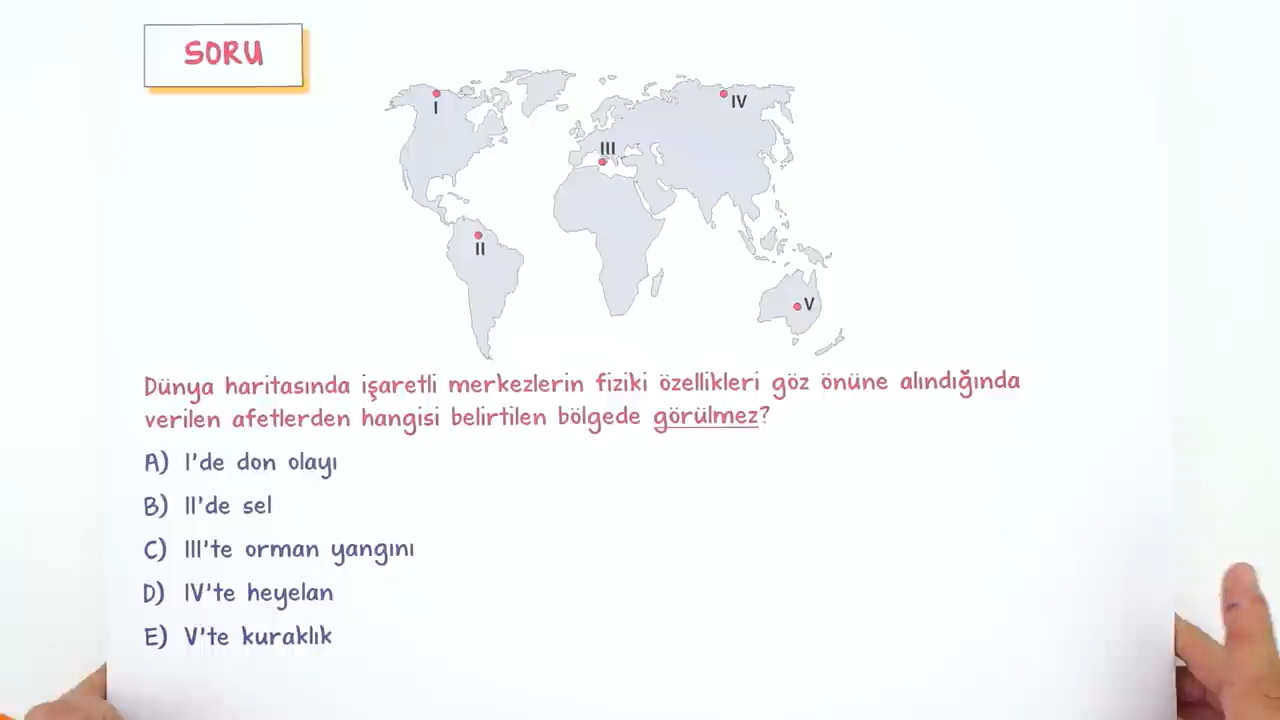 SORU
I
IV
III
II
V
Dünya haritasında işaretli merkezlerin fiziki özellikleri göz önüne alındığında
verilen afetlerden hangisi belirtilen bölgede görülmez?
A) I'de don olayı
B) II'de sel
C) III'te orman yangını
D) IV'te heyelan
E) V'te kuraklık